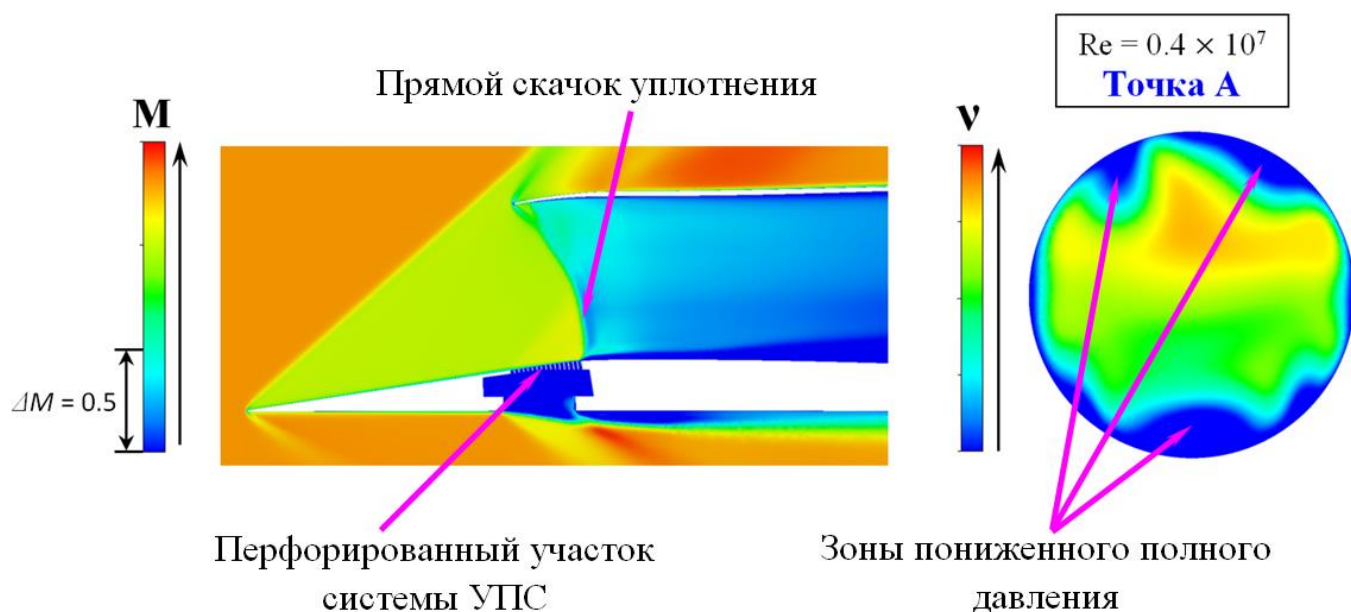 Re = 0.4 × 10⁷
Точка А
Прямой скачок уплотнения
М
ν
ΔM = 0.5
Перфорированный участок
системы УПС
Зоны пониженного полного
давления